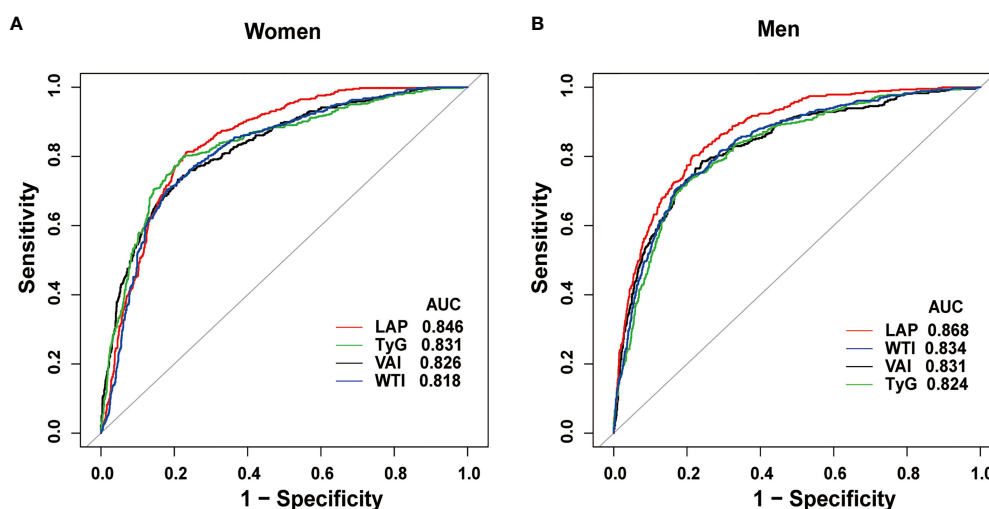 A
Women
Sensitivity
1.0
0.8
0.6
0.4
0.2
0.0
AUC
LAP 0.846
TyG 0.831
VAI 0.826
WTI 0.818
0.0 0.2 0.4 0.6 0.8 1.0
1 − Specificity
B
Men
Sensitivity
1.0
0.8
0.6
0.4
0.2
0.0
AUC
LAP 0.868
WTI 0.834
VAI 0.831
TyG 0.824
0.0 0.2 0.4 0.6 0.8 1.0
1 − Specificity